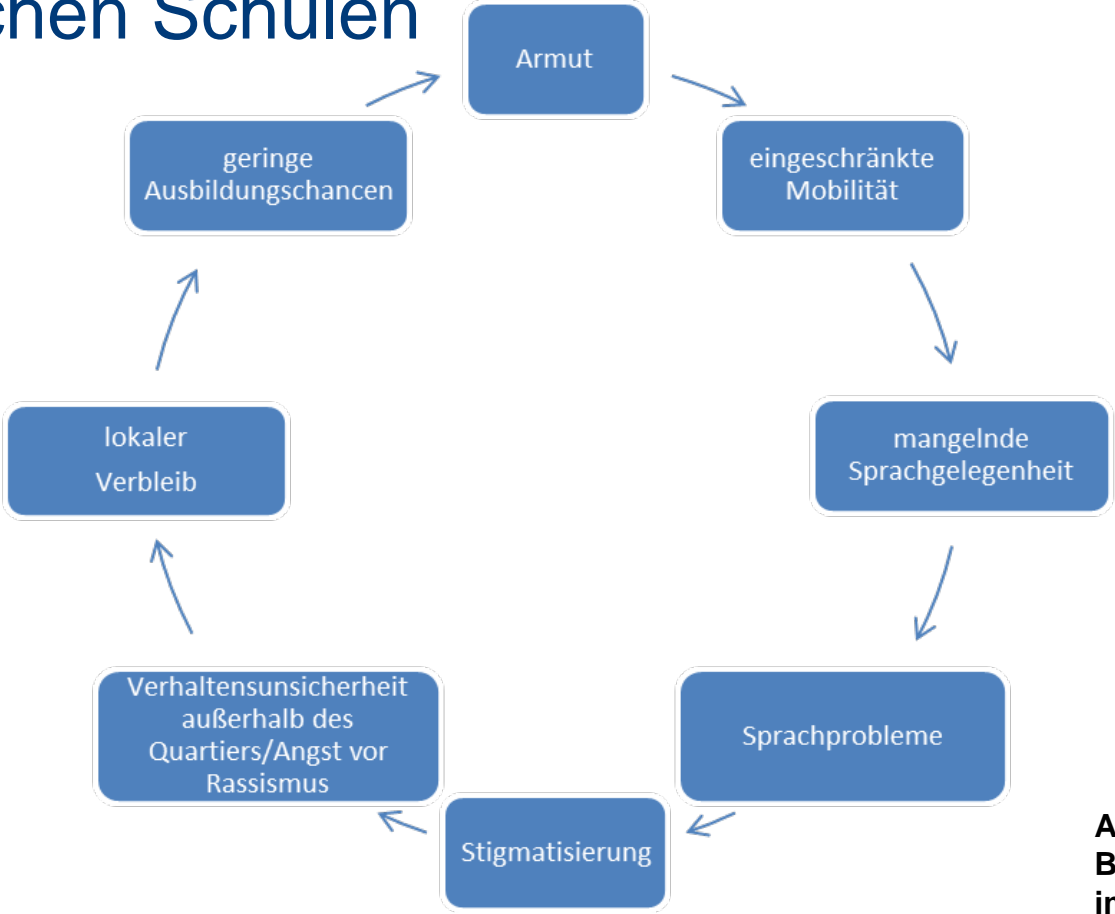 chen Schulen
Armut
eingeschränkte
Mobilität
mangelnde
Sprachgelegenheit
Sprachprobleme
Stigmatisierung
Verhaltensunsicherheit
außerhalb des
Quartiers/Angst vor
Rassismus
lokaler
Verbleib
geringe
Ausbildungschancen
A
B
in